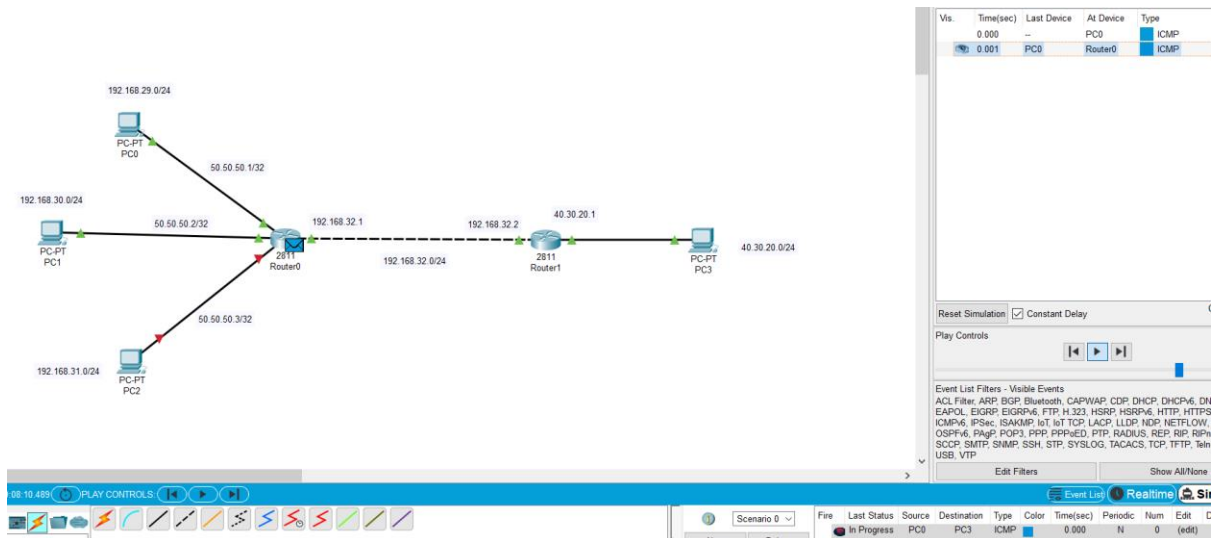 192.168.29.0/24
PC-PT
PC0
50.50.50.1/32
192.168.30.0/24
50.50.50.2/32
PC-PT
PC1
192.168.32.1
2811
Router0
192.168.32.0/24
192.168.32.2
40.30.20.1
2811
Router1
PC-PT
PC3
40.30.20.0/24
50.50.50.3/32
192.168.31.0/24
PC-PT
PC2
Vis. Time(sec) Last Device At Device Type
0.000 -- PC0 ICMP
0.001 PC0 Router0 ICMP
Reset Simulation Constant Delay
Play Controls
Event List Filters - Visible Events
ACL Filter, ARP, BGP, Bluetooth, CAPWAP, CDP, DHCP, DHCPv6, DN
EAPOL, EIGRP, EIGRPv6, FTP, H.323, HSRP, HSRPv6, HTTP, HTTPS
ICMPv6, IPSec, ISAKMP, IoT, IoT TCP, LACP, LLDP, NDP, NETFLOW,
OSPFv6, PAgP, POP3, PPP, PPPoED, PTP, RADIUS, REP, RIP, RIPn
SCCP, SMTP, SNMP, SSH, STP, SYSLOG, TACACS, TCP, TFTP, Teln
USB, VTP
Edit Filters Show All/None
:08:10.489 PLAY CONTROLS:
Event List Realtime Sin
Scenario 0
Fire Last Status Source Destination Type Color Time(sec) Periodic Num Edit D
In Progress PC0 PC3 ICMP 0.000 N 0 (edit)